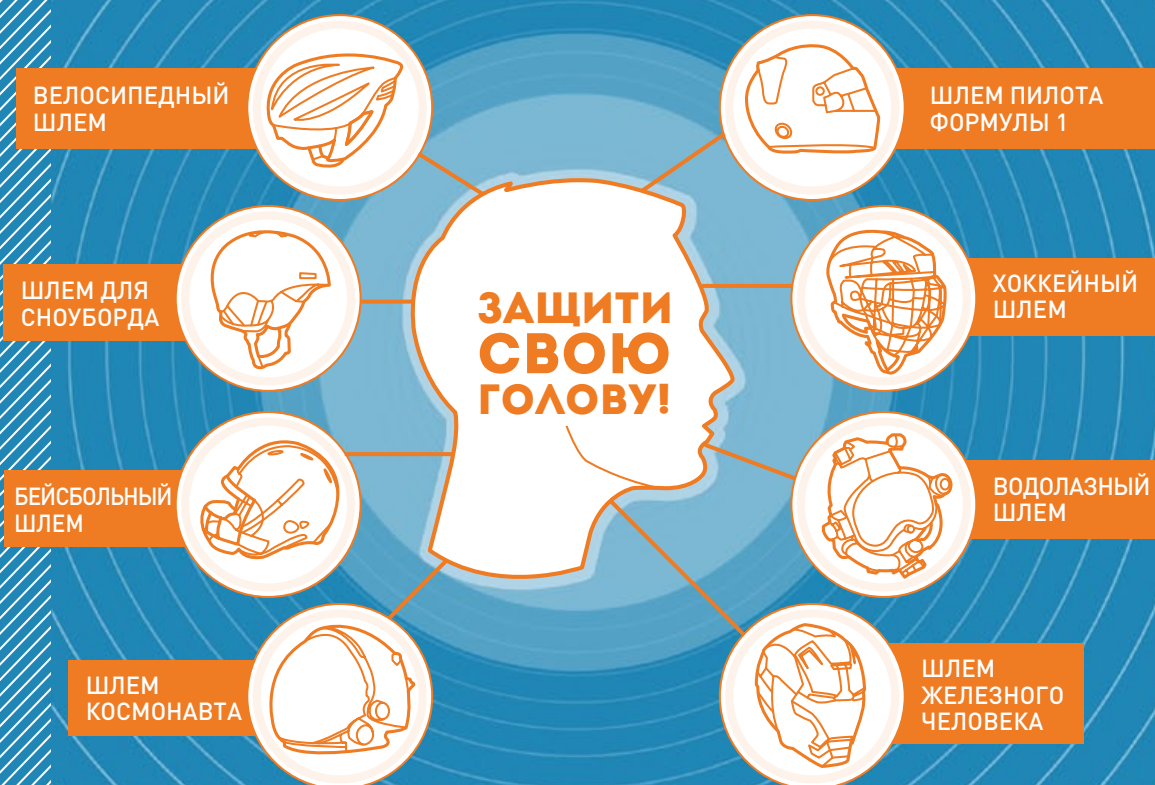 ВЕЛОСИПЕДНЫЙ
ШЛЕМ
ШЛЕМ ПИЛОТА
ФОРМУЛЫ 1
ШЛЕМ ДЛЯ
СНОУБОРДА
ЗАЩИТИ
СВОЮ
ГОЛОВУ!
ХОККЕЙНЫЙ
ШЛЕМ
БЕЙСБОЛЬНЫЙ
ШЛЕМ
ВОДОЛАЗНЫЙ
ШЛЕМ
ШЛЕМ
КОСМОНАВТА
ШЛЕМ
ЖЕЛЕЗНОГО
ЧЕЛОВЕКА